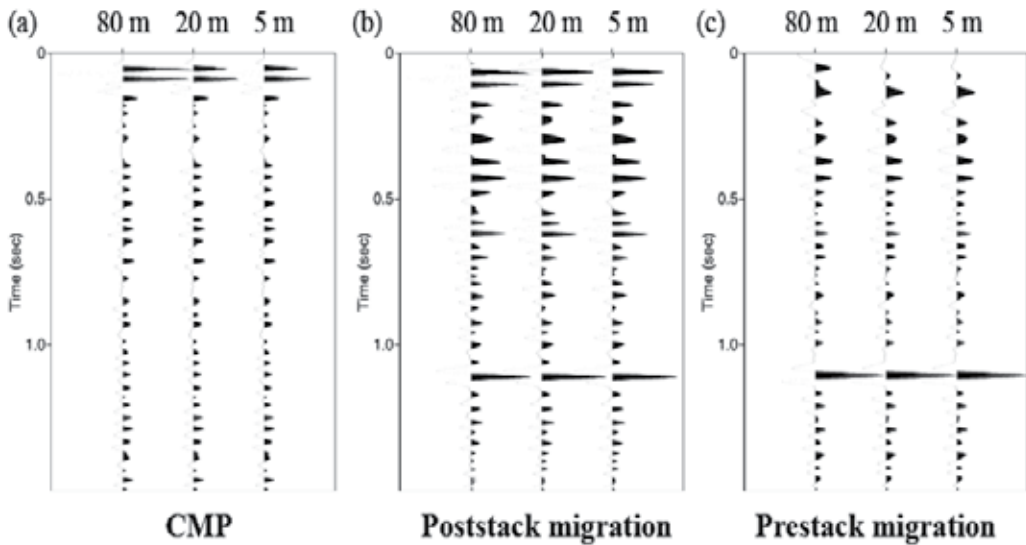 (a) 80 m 20 m 5 m (b) 80 m 20 m 5 m (c) 80 m 20 m 5 m
0 0 0
0.5 0.5 0.5
Time (sec) Time (sec) Time (sec)
1.0 1.0 1.0
CMP Poststack migration Prestack migration